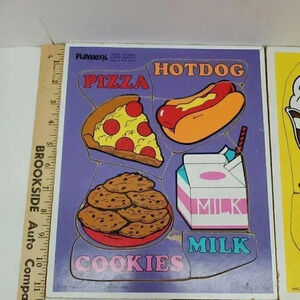 PLAYSKOOL
HOTDOG
PIZZA
MILK
MILK
COOKIES
BROOKSIDE Auto Compa